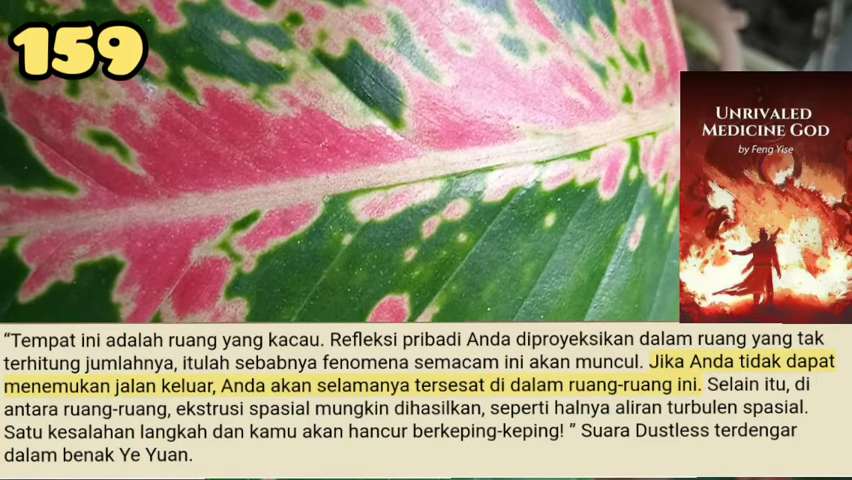 159
UNRIVALED
MEDICINE GOD
by Feng Yise
“Tempat ini adalah ruang yang kacau. Refleksi pribadi Anda diproyeksikan dalam ruang yang tak
terhitung jumlahnya, itulah sebabnya fenomena semacam ini akan muncul. Jika Anda tidak dapat
menemukan jalan keluar, Anda akan selamanya tersesat di dalam ruang-ruang ini. Selain itu, di
antara ruang-ruang, ekstrusi spasial mungkin dihasilkan, seperti halnya aliran turbulen spasial.
Satu kesalahan langkah dan kamu akan hancur berkeping-keping! ” Suara Dustless terdengar
dalam benak Ye Yuan.